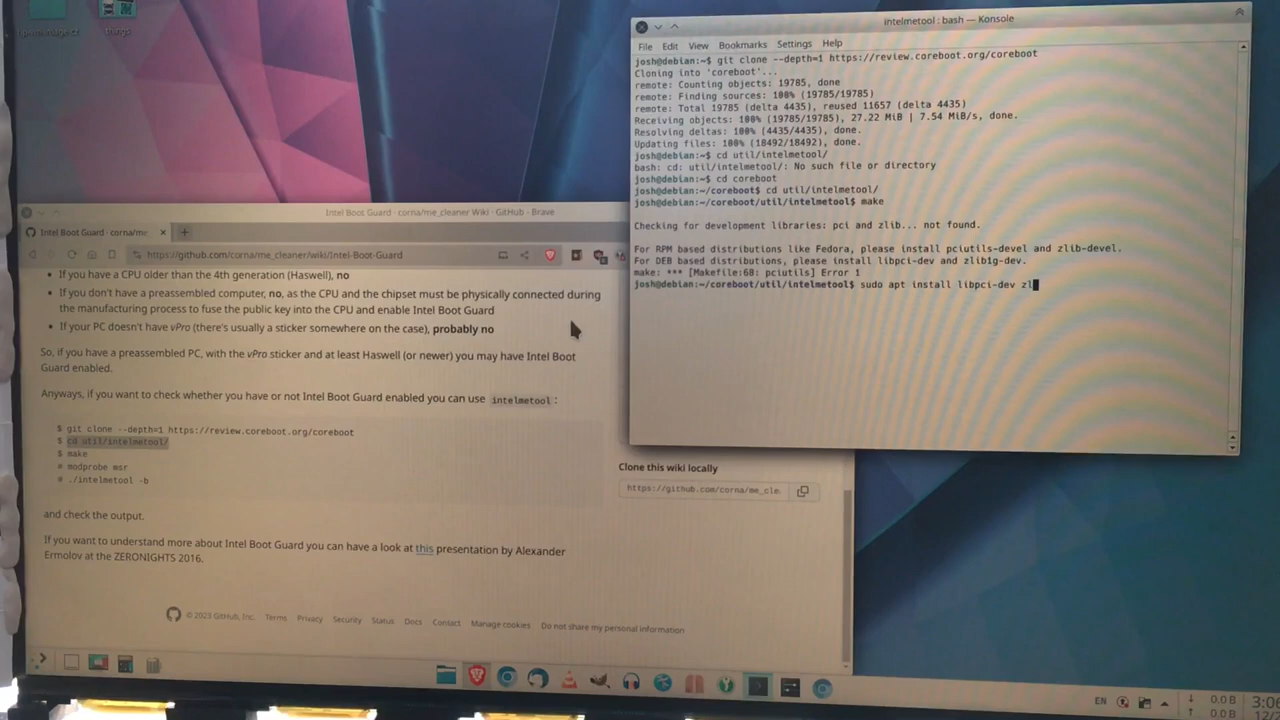 things
intelmetool : bash — Konsole
File Edit View Bookmarks Settings Help
josh@debian:~$ git clone --depth=1 https://review.coreboot.org/coreboot
Cloning into 'coreboot'...
remote: Counting objects: 19785, done
remote: Finding sources: 100% (19785/19785)
remote: Total 19785 (delta 4435), reused 11657 (delta 4435)
Receiving objects: 100% (19785/19785), 27.22 MiB | 7.54 MiB/s, done.
Resolving deltas: 100% (4435/4435), done.
Updating files: 100% (18492/18492), done.
josh@debian:~$ cd util/intelmetool/
bash: cd: util/intelmetool/: No such file or directory
josh@debian:~$ cd coreboot
josh@debian:~/coreboot$ cd util/intelmetool/
josh@debian:~/coreboot/util/intelmetool$ make
Checking for development libraries: pci and zlib... not found.
For RPM based distributions like Fedora, please install pciutils-devel and zlib-devel.
For DEB based distributions, please install libpci-dev and zlib1g-dev.
make: *** [Makefile:68: pciutils] Error 1
josh@debian:~/coreboot/util/intelmetool$ sudo apt install libpci-dev zl
Intel Boot Guard · corna/me_cleaner Wiki · GitHub - Brave
Intel Boot Guard · corna/me
https://github.com/corna/me_cleaner/wiki/Intel-Boot-Guard
• If you have a CPU older than the 4th generation (Haswell), no
• If you don't have a preassembled computer, no, as the CPU and the chipset must be physically connected during
the manufacturing process to fuse the public key into the CPU and enable Intel Boot Guard
• If your PC doesn't have vPro (there's usually a sticker somewhere on the case), probably no
So, if you have a preassembled PC, with the vPro sticker and at least Haswell (or newer) you may have Intel Boot
Guard enabled.
Anyways, if you want to check whether you have or not Intel Boot Guard enabled you can use intelmetool :
$ git clone --depth=1 https://review.coreboot.org/coreboot
$ cd util/intelmetool/
$ make
# modprobe msr
# ./intelmetool -b
and check the output.
If you want to understand more about Intel Boot Guard you can have a look at this presentation by Alexander
Ermolov at the ZERONIGHTS 2016.
Clone this wiki locally
https://github.com/corna/me_cle
© 2023 GitHub, Inc. Terms Privacy Security Status Docs Contact Manage cookies Do not share my personal information
EN
↓ 0.0 B
↑ 0.0 B
3:0
12/